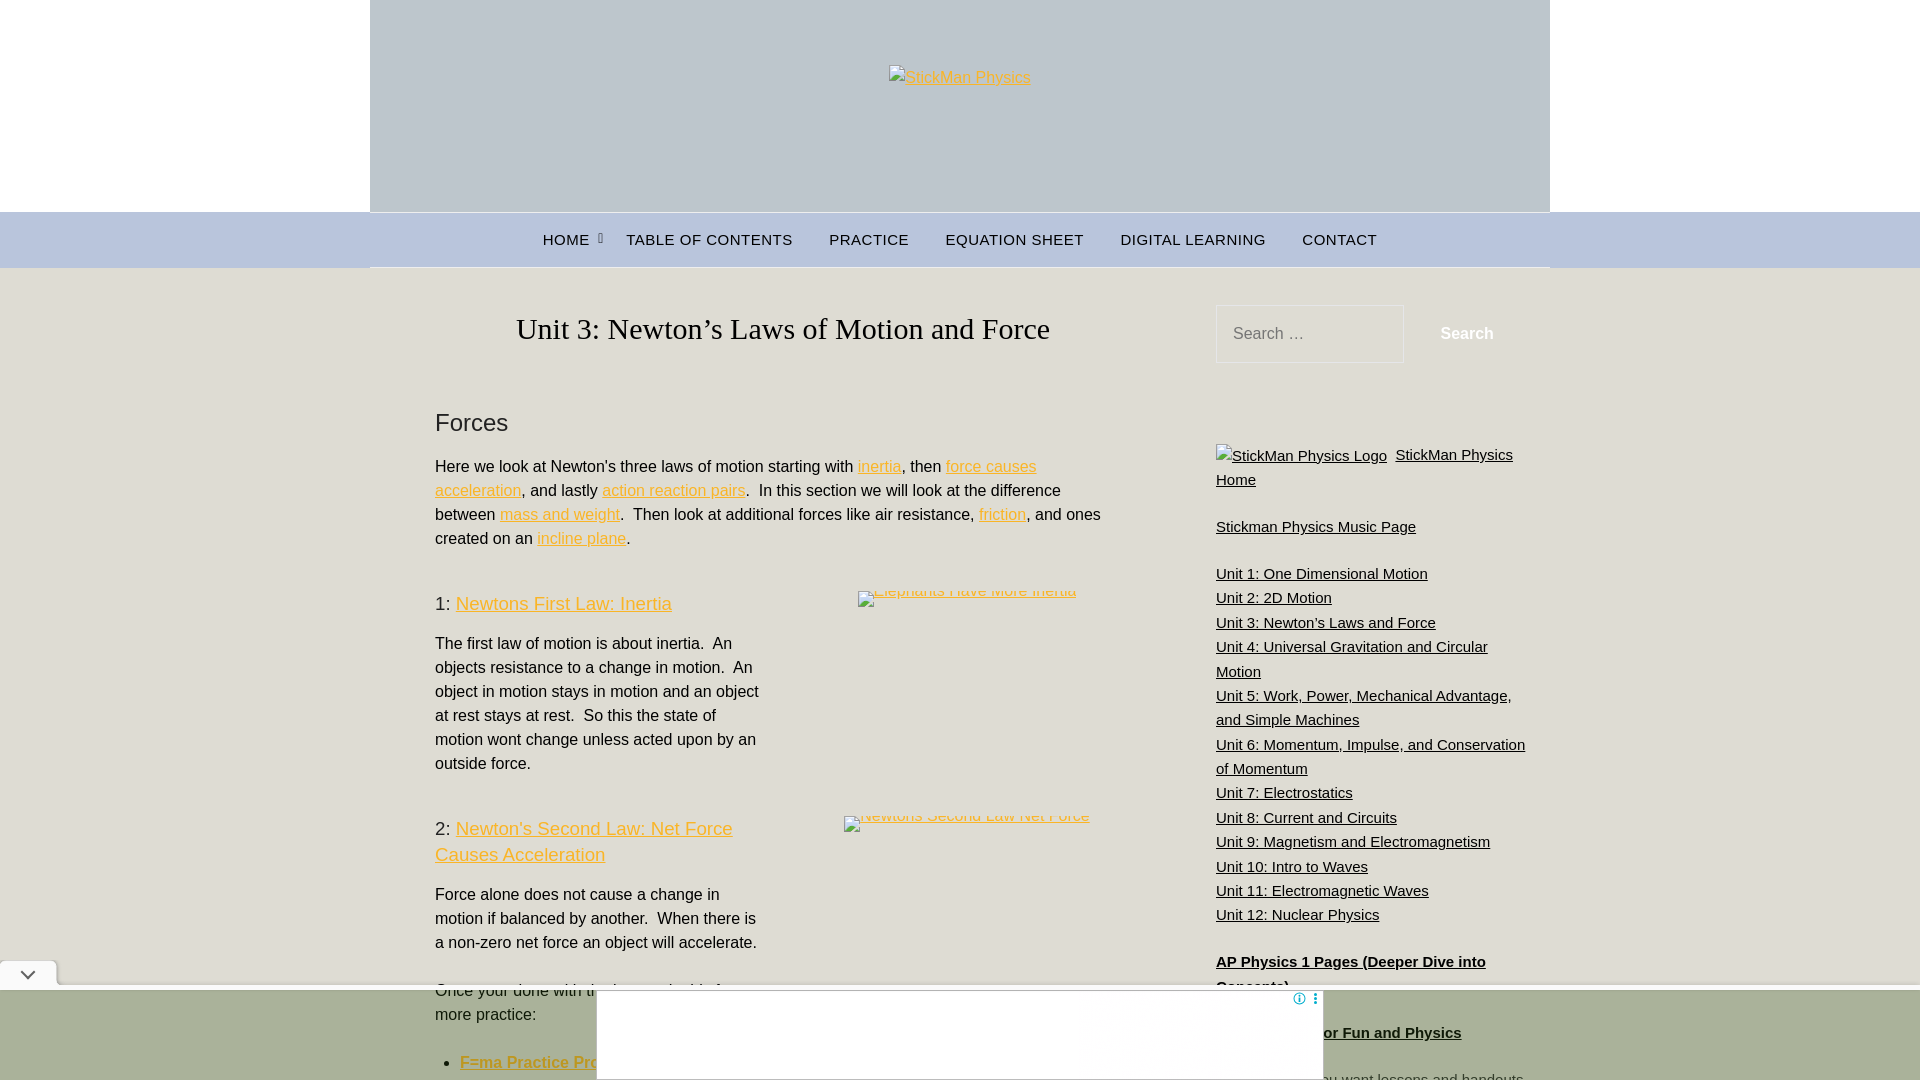 StickMan Physics
HOME TABLE OF CONTENTS PRACTICE EQUATION SHEET DIGITAL LEARNING CONTACT
Unit 3: Newton’s Laws of Motion and Force
Search …
Search
Forces
Here we look at Newton's three laws of motion starting with inertia, then force causes
acceleration, and lastly action reaction pairs.  In this section we will look at the difference
between mass and weight.  Then look at additional forces like air resistance, friction, and ones
created on an incline plane.
1: Newtons First Law: Inertia
Elephants Have More Inertia
The first law of motion is about inertia.  An
objects resistance to a change in motion.  An
object in motion stays in motion and an object
at rest stays at rest.  So this the state of
motion wont change unless acted upon by an
outside force.
2: Newton's Second Law: Net Force
Causes Acceleration
Newtons Second Law Net Force
Force alone does not cause a change in
motion if balanced by another.  When there is
a non-zero net force an object will accelerate.
Once your done with
more practice:
F=ma Practice
StickMan Physics Logo StickMan Physics
Home
Stickman Physics Music Page
Unit 1: One Dimensional Motion
Unit 2: 2D Motion
Unit 3: Newton’s Laws and Force
Unit 4: Universal Gravitation and Circular
Motion
Unit 5: Work, Power, Mechanical Advantage,
and Simple Machines
Unit 6: Momentum, Impulse, and Conservation
of Momentum
Unit 7: Electrostatics
Unit 8: Current and Circuits
Unit 9: Magnetism and Electromagnetism
Unit 10: Intro to Waves
Unit 11: Electromagnetic Waves
Unit 12: Nuclear Physics
AP Physics 1 Pages (Deeper Dive into
Concepts)
or Fun and Physics
want lessons and handouts